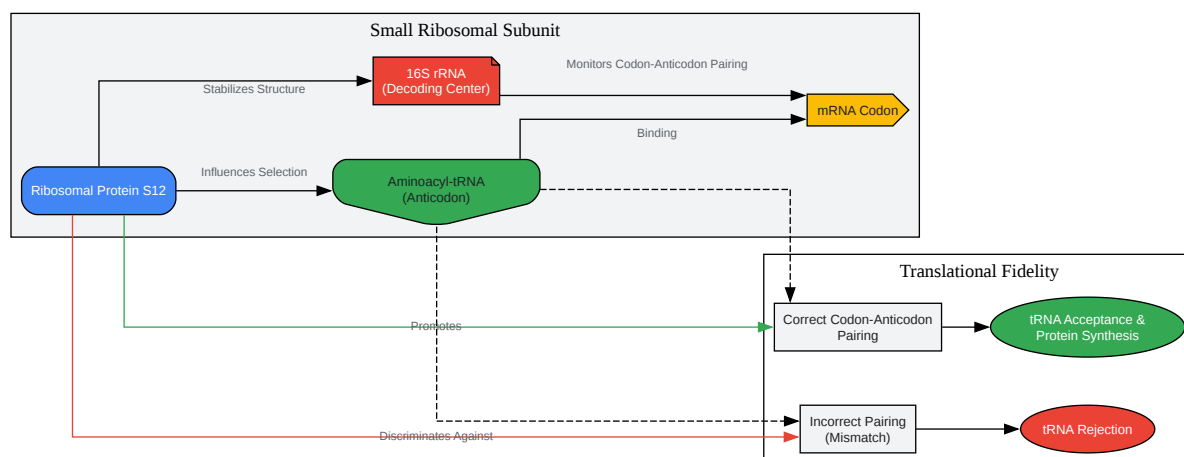 Small Ribosomal Subunit
16S rRNA
(Decoding Center)
Monitors Codon-Anticodon Pairing
Stabilizes Structure
mRNA Codon
Binding
Influences Selection
Ribosomal Protein S12
Aminoacyl-tRNA
(Anticodon)
Translational Fidelity
Promotes
Correct Codon-Anticodon
Pairing
tRNA Acceptance &
Protein Synthesis
Discriminates Against
Incorrect Pairing
(Mismatch)
tRNA Rejection